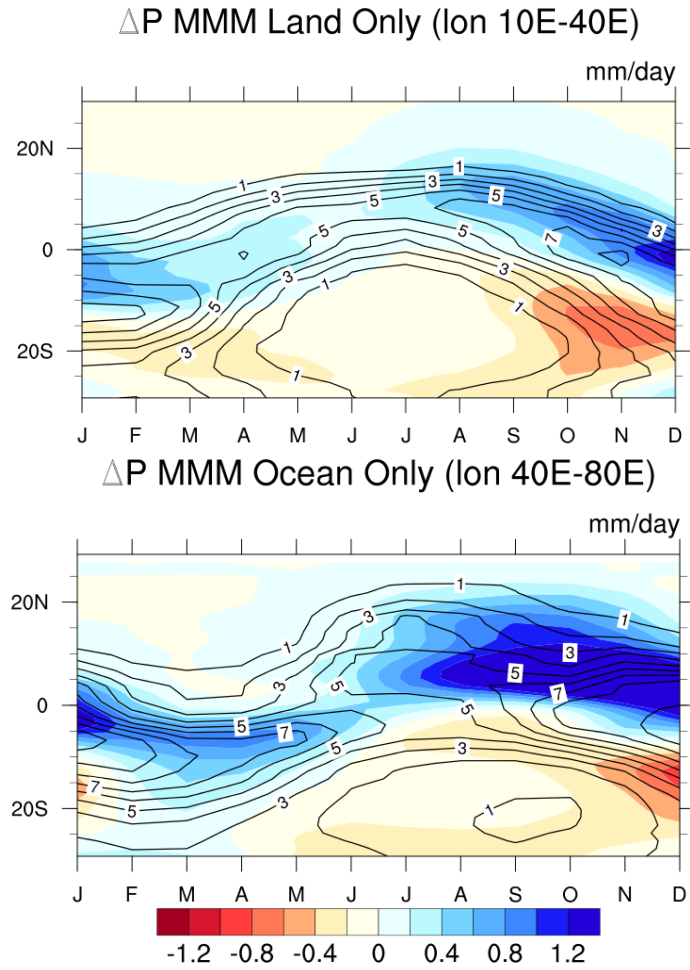 △P MMM Land Only (lon 10E-40E)
mm/day
20N
0
20S
1 3 1 3 5 5 5 7 3
5 3 1 5 3 1 3 1
J F M A M J J A S O N D
△P MMM Ocean Only (lon 40E-80E)
mm/day
20N
0
20S
1 3 1 3 5 3 1 7
5 7 5 5
7 5 3 3 1
J F M A M J J A S O N D
-1.2 -0.8 -0.4 0 0.4 0.8 1.2